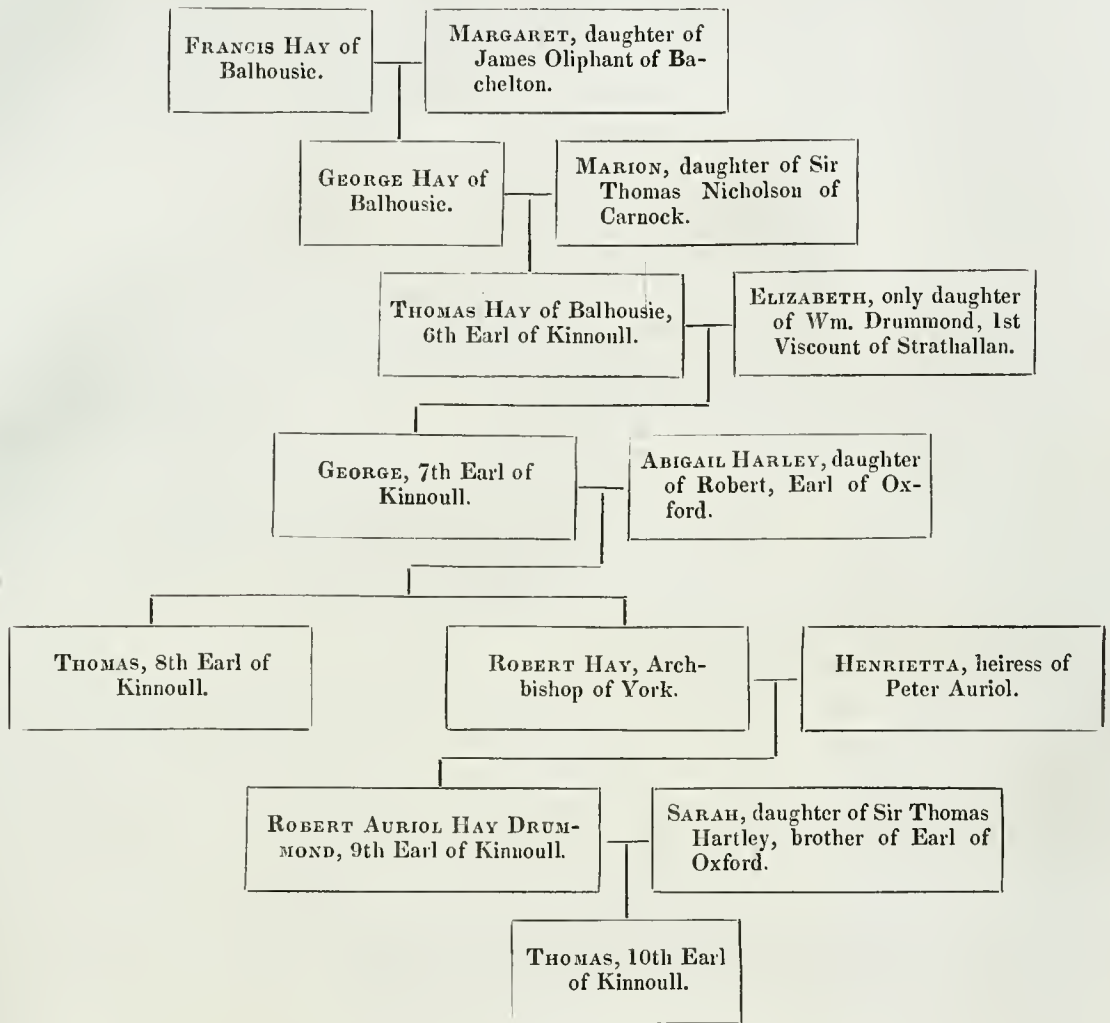 FRANCIS HAY of
Balhousic.
MARGARET, daughter of
James Oliphant of Ba-
chelton.
GEORGE HAY of
Balhousic.
MARION, daughter of Sir
Thomas Nicholson of
Carnock.
THOMAS HAY of Balhousie,
6th Earl of Kinnoull.
ELIZABETH, only daughter
of Wm. Drummond, 1st
Viscount of Strathallan.
GEORGE, 7th Earl of
Kinnoull.
ABIGAIL HARLEY, daughter
of Robert, Earl of Ox-
ford.
THOMAS, 8th Earl of
Kinnoull.
ROBERT HAY, Arch-
bishop of York.
HENRIETTA, heiress of
Peter Auriol.
ROBERT AURIOL HAY DRUM-
MOND, 9th Earl of Kinnoull.
SARAH, daughter of Sir Thomas
Hartley, brother of Earl of
Oxford.
THOMAS, 10th Earl
of Kinnoull.